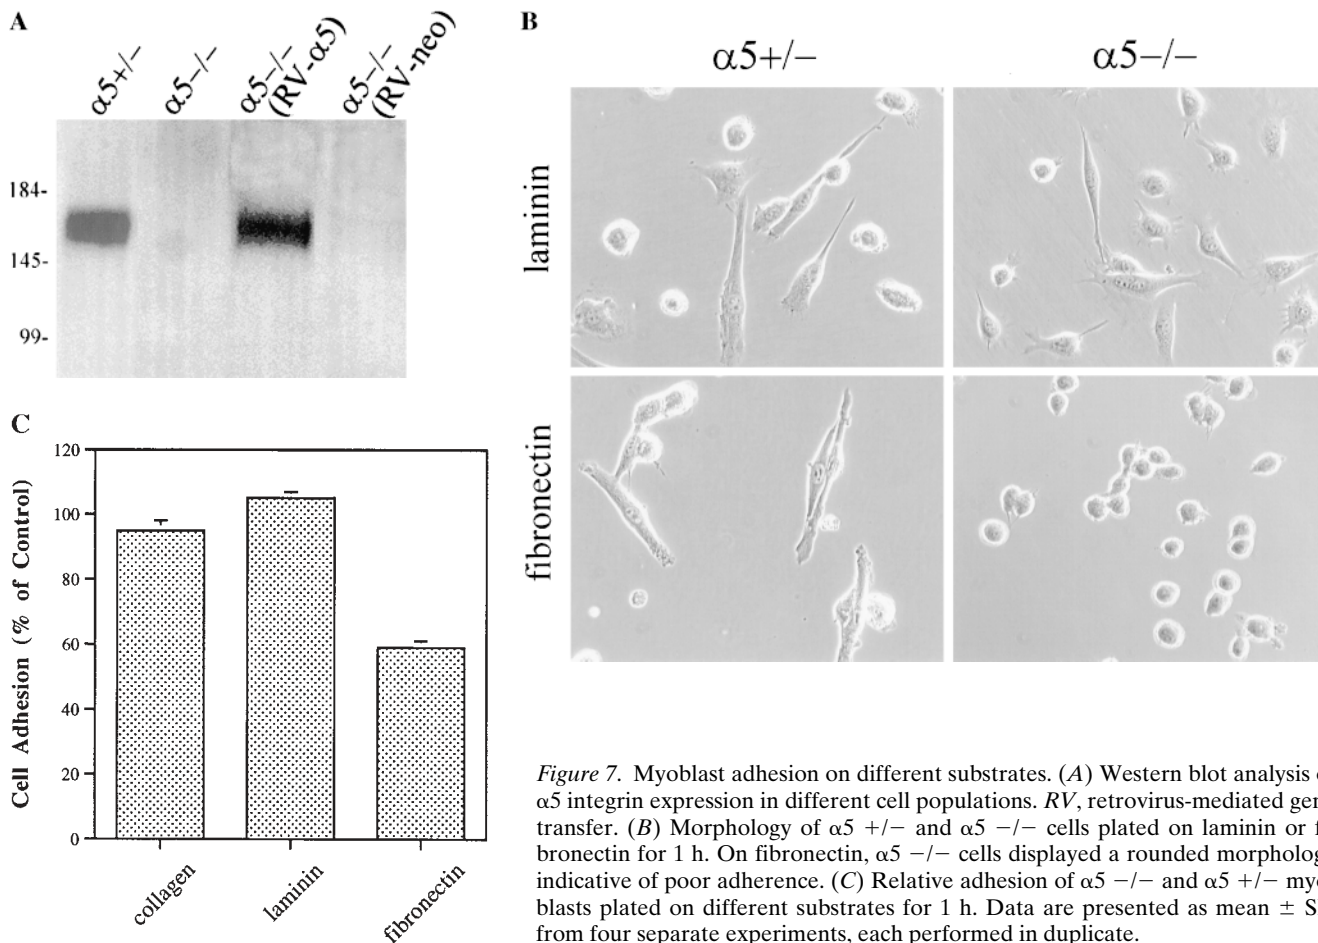 A
α5+/−
α5−/−
α5−/−
(RV-α5)
α5−/−
(RV-neo)
184-
145-
99-
B
α5+/−
α5−/−
laminin
fibronectin
C
Cell Adhesion (% of Control)
120
100
80
60
40
20
0
collagen
laminin
fibronectin
Figure 7. Myoblast adhesion on different substrates. (A) Western blot analysis
α5 integrin expression in different cell populations. RV, retrovirus-mediated gen
transfer. (B) Morphology of α5 +/− and α5 −/− cells plated on laminin or f
bronectin for 1 h. On fibronectin, α5 −/− cells displayed a rounded morpholog
indicative of poor adherence. (C) Relative adhesion of α5 −/− and α5 +/− myo
blasts plated on different substrates for 1 h. Data are presented as mean ± S
from four separate experiments, each performed in duplicate.